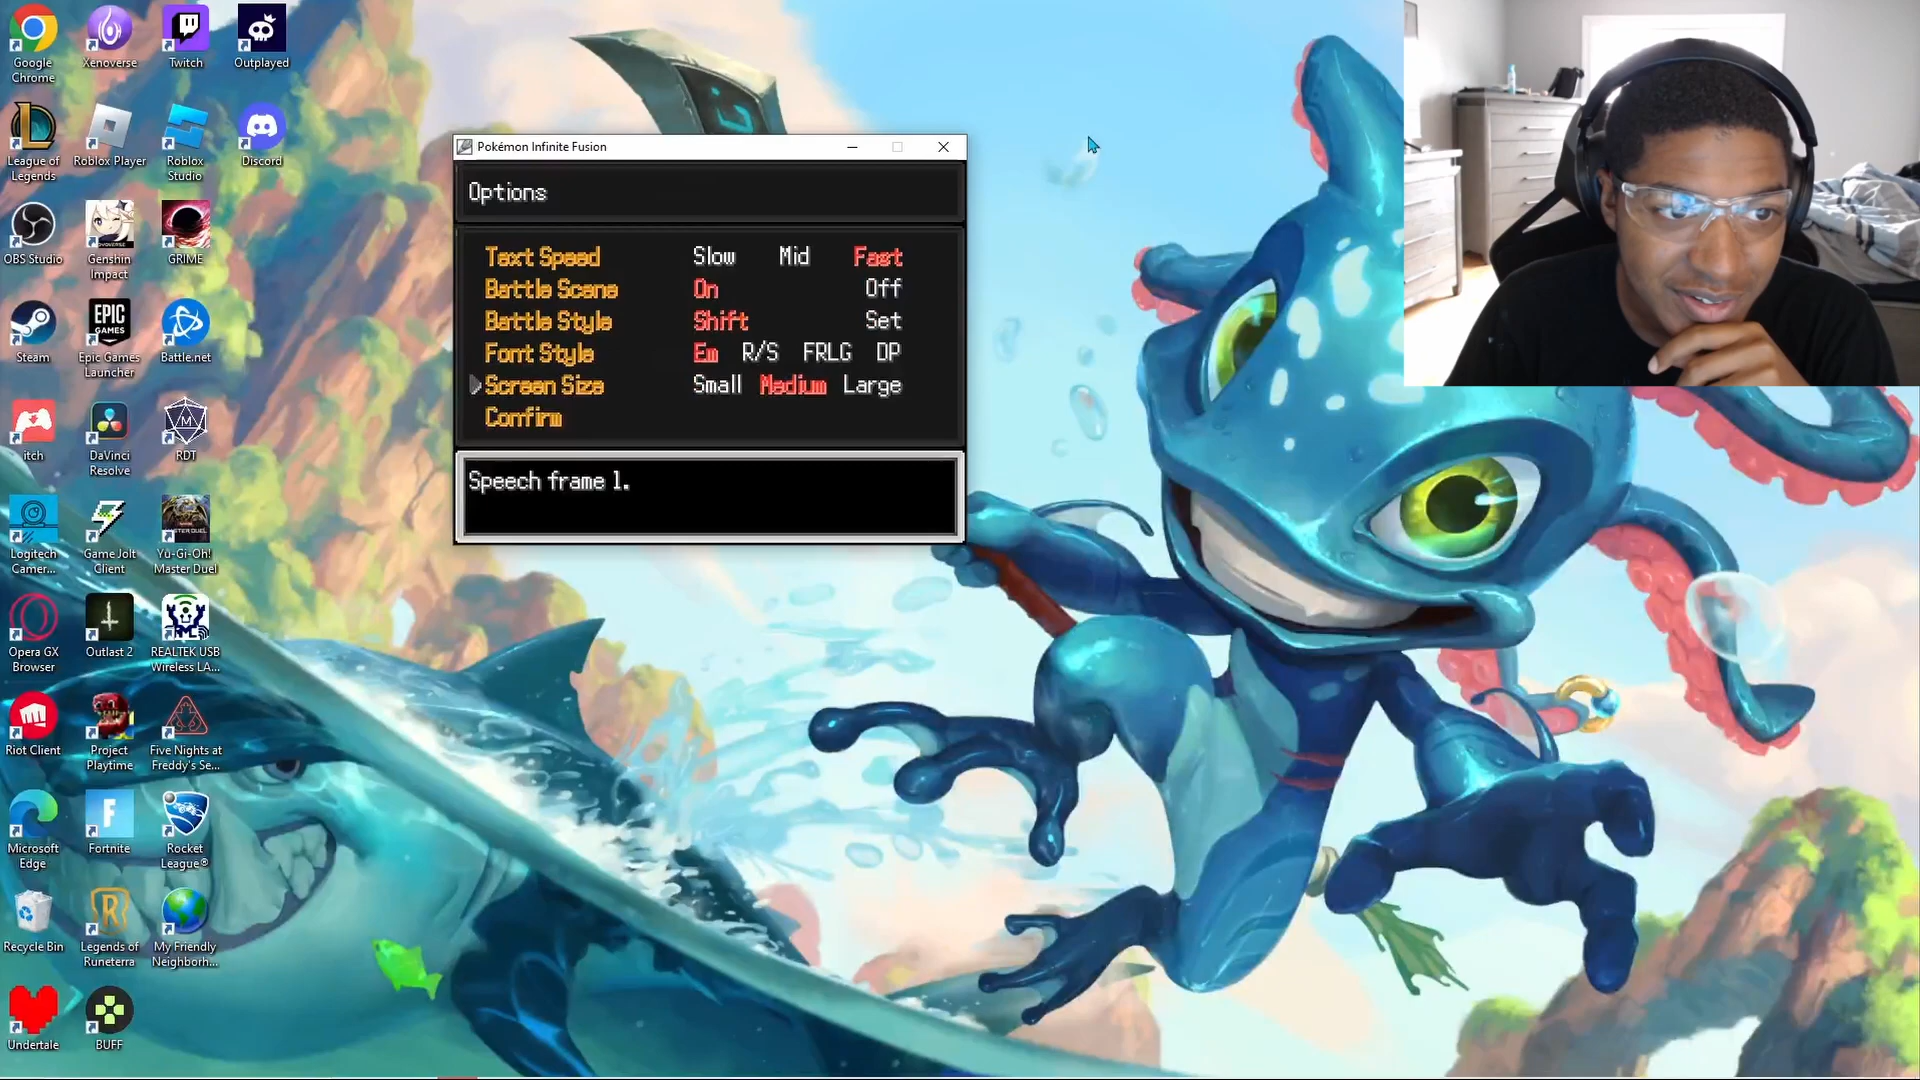 Google
Chrome
Xenoverse
Twitch
Outplayed
League of
Legends
Roblox Player
Roblox
Studio
Discord
OBS Studio
Genshin
Impact
GRIME
Steam
EPIC
GAMES
Epic Games
Launcher
Battle.net
itch
DaVinci
Resolve
M
RDT
Logitech
Camer...
Game Jolt
Client
MASTER DUEL
Yu-Gi-Oh!
Master Duel
Opera GX
Browser
Outlast 2
REALTEK USB
Wireless LA...
Riot Client
Project
Playtime
Five Nights at
Freddy's Se...
Microsoft
Edge
Fortnite
Rocket
League®
Recycle Bin
Legends of
Runeterra
My Friendly
Neighborh...
Undertale
BUFF
Pokémon Infinite Fusion
Options
Text Speed Slow Mid Fast
Battle Scene On Off
Battle Style Shift Set
Font Style Em R/S FRLG DP
Screen Size Small Medium Large
Confirm
Speech frame 1.